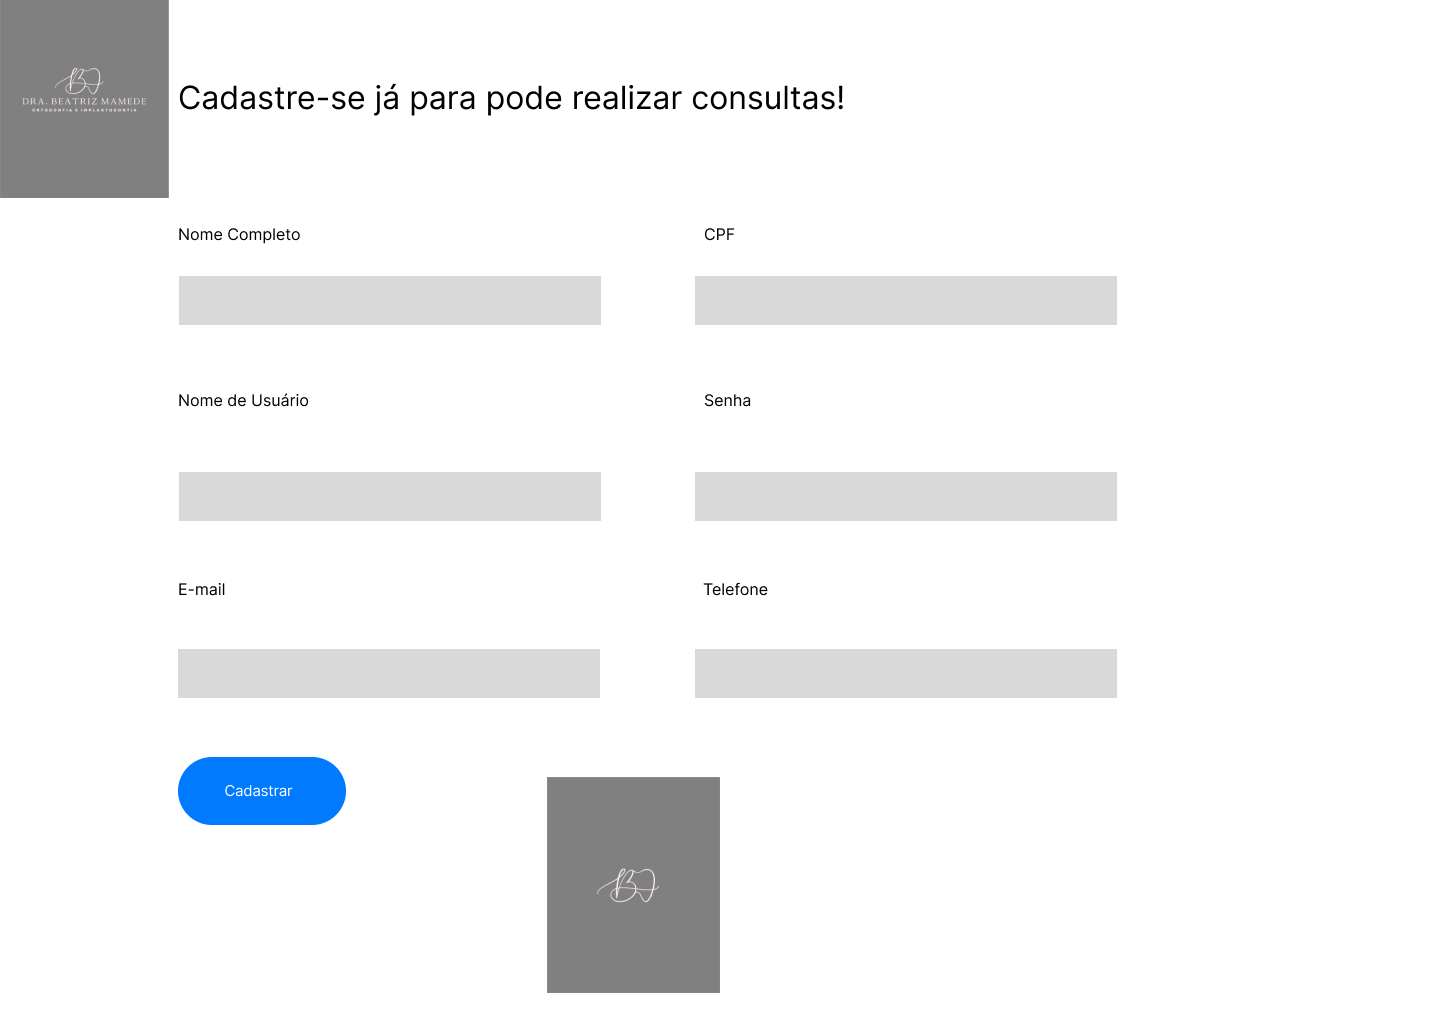 DRA. BEATRIZ MAMEDE
ORTODONTIA E IMPLANTODONTIA
Cadastre-se já para pode realizar consultas!
Nome Completo
CPF
Nome de Usuário
Senha
E-mail
Telefone
Cadastrar